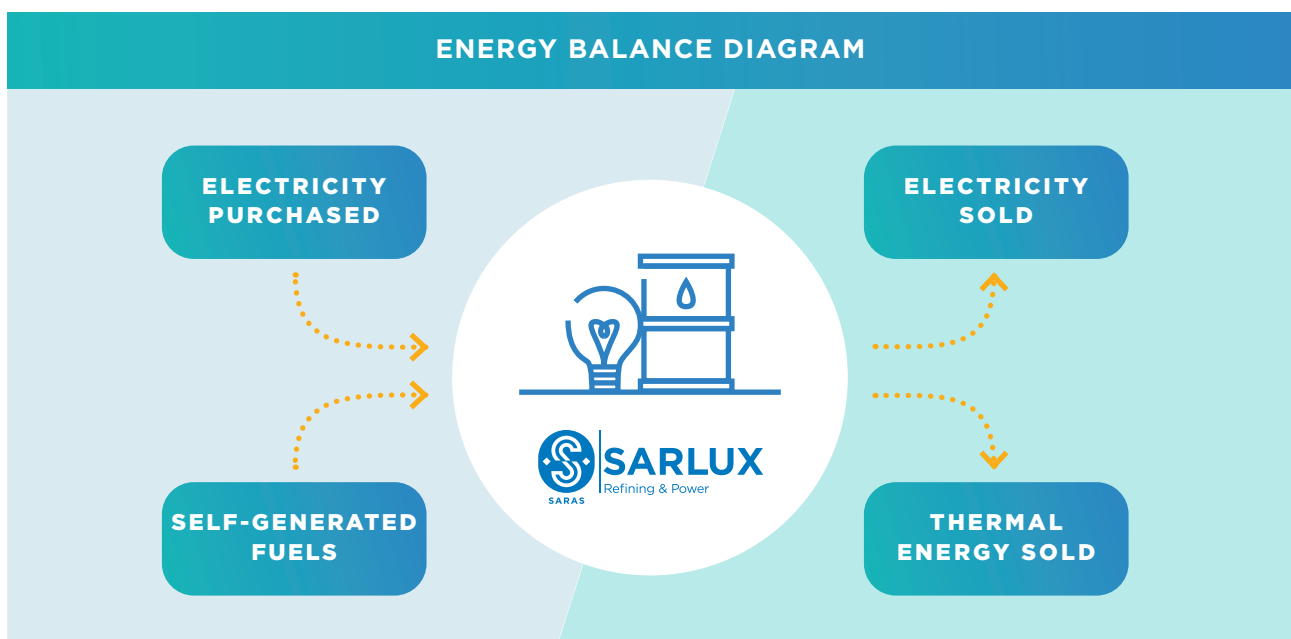 ENERGY BALANCE DIAGRAM
ELECTRICITY
PURCHASED
ELECTRICITY
SOLD
SARAS
SARLUX
Refining & Power
SELF-GENERATED
FUELS
THERMAL
ENERGY SOLD